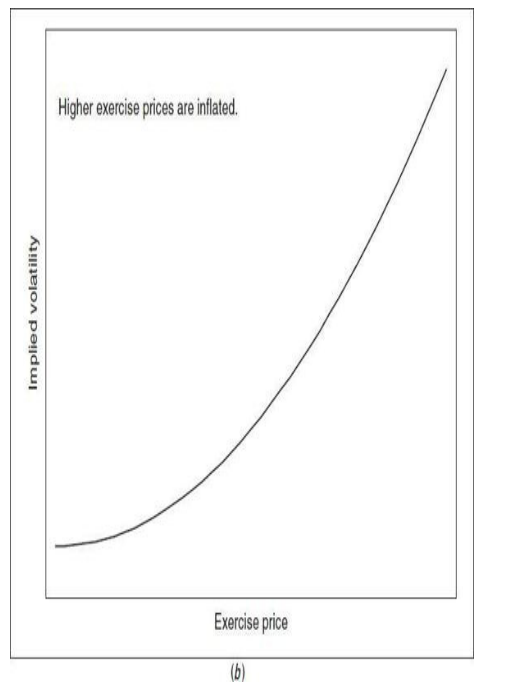 Higher exercise prices are inflated.
Implied volatility
Exercise price
(b)